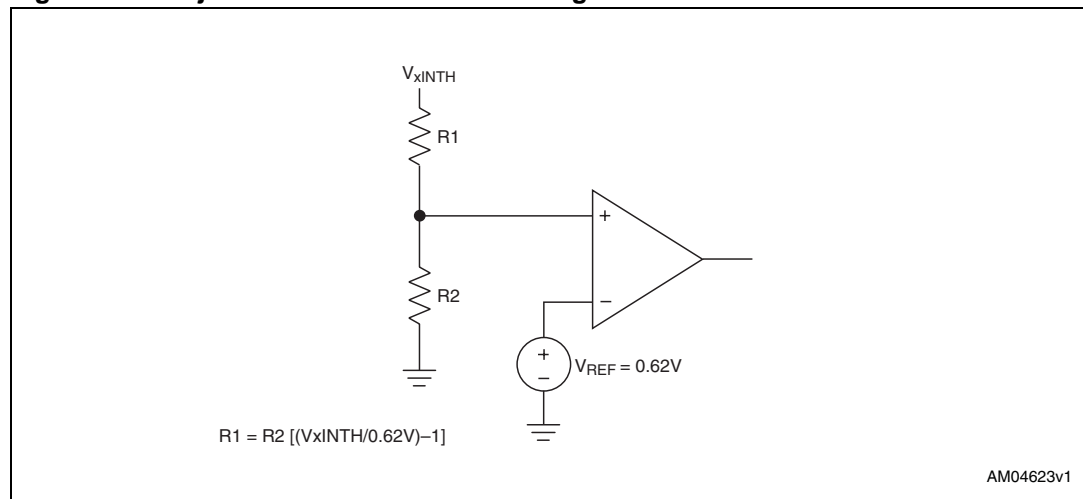 VxINTH
R1
+
R2
−
+
−
VREF = 0.62V
R1 = R2 [(VxINTH/0.62V)–1]
AM04623v1